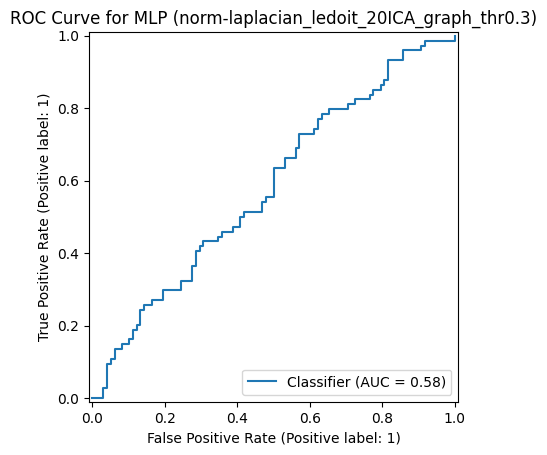 ROC Curve for MLP (norm-laplacian_ledoit_20ICA_graph_thr0.3)
1.0
0.8
0.6
0.4
0.2
0.0
True Positive Rate (Positive label: 1)
Classifier (AUC = 0.58)
0.0 0.2 0.4 0.6 0.8 1.0
False Positive Rate (Positive label: 1)